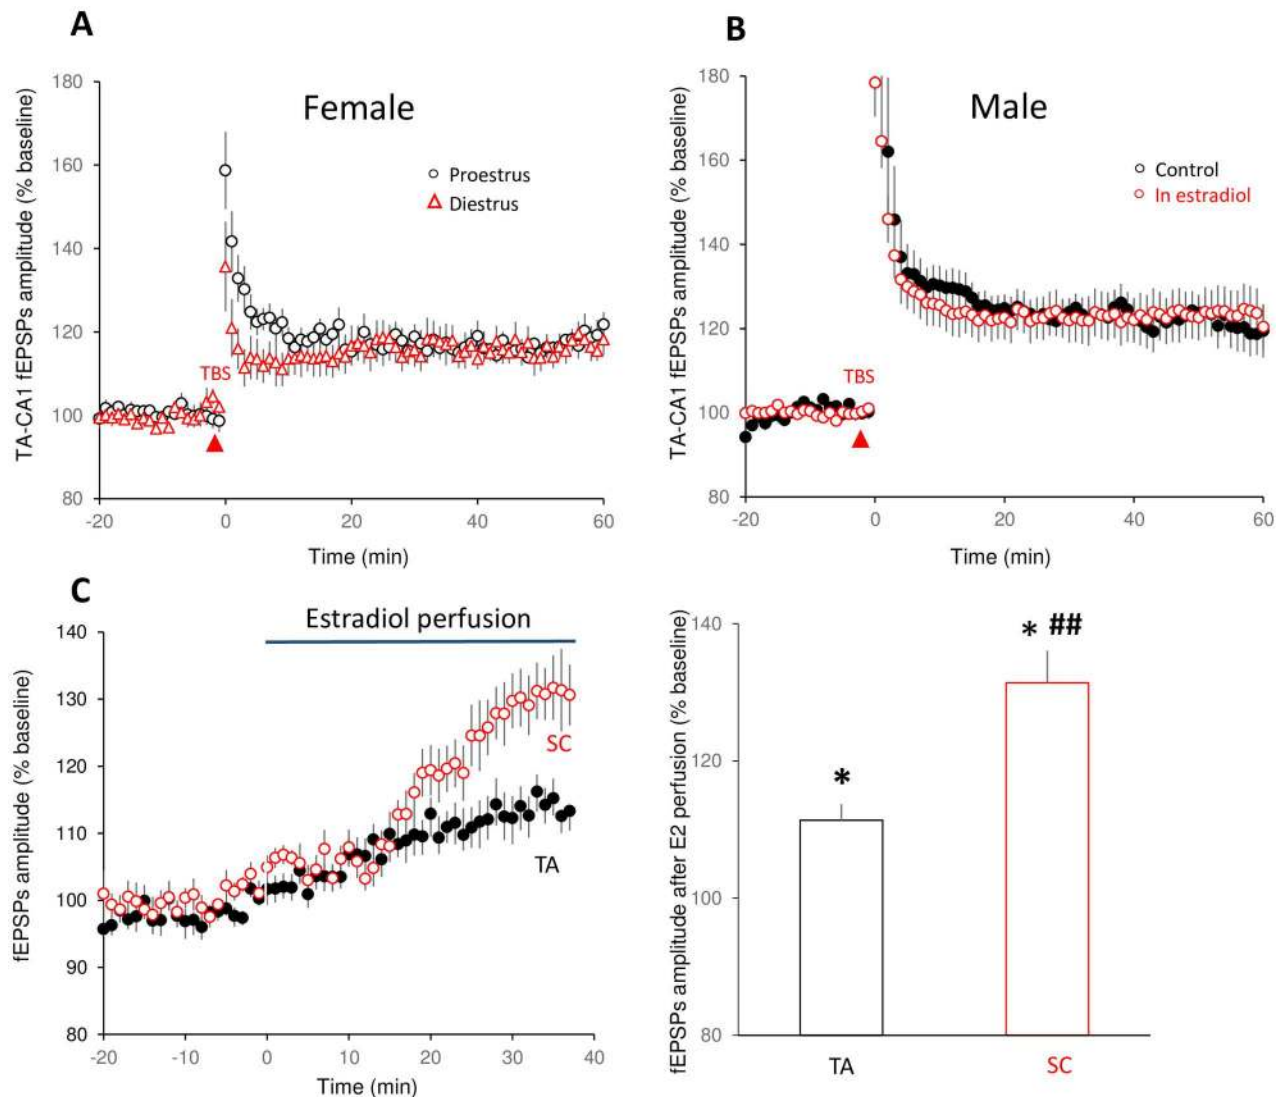 A
TA-CA1 fEPSPs amplitude (% baseline)
180
160
140
120
100
80
Female
Proestrus
Diestrus
TBS
-20
0
20
40
60
Time (min)
B
TA-CA1 fEPSPs amplitude (% baseline)
180
160
140
120
100
80
Male
Control
In estradiol
TBS
-20
0
20
40
60
Time (min)
C
fEPSPs amplitude (% baseline)
140
130
120
110
100
90
80
Estradiol perfusion
SC
TA
-20
-10
0
10
20
30
40
Time (min)
fEPSPs amplitude after E2 perfusion (% baseline)
140
120
100
80
*
* ##
TA
SC